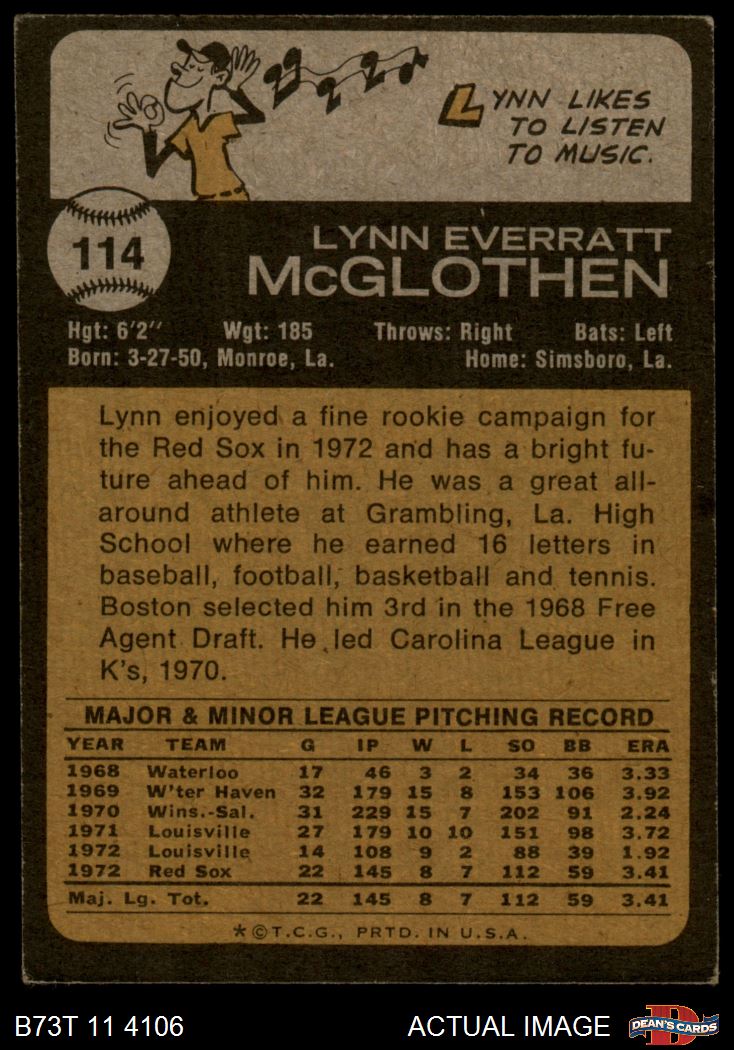 LYNN LIKES
TO LISTEN
TO MUSIC.
114
LYNN EVERRATT
McGLOTHEN
Hgt: 6'2" Wgt: 185 Throws: Right Bats: Left
Born: 3-27-50, Monroe, La. Home: Simsboro, La.
Lynn enjoyed a fine rookie campaign for
the Red Sox in 1972 and has a bright fu-
ture ahead of him. He was a great all-
around athlete at Grambling, La. High
School where he earned 16 letters in
baseball, football, basketball and tennis.
Boston selected him 3rd in the 1968 Free
Agent Draft. He led Carolina League in
K's, 1970.
MAJOR & MINOR LEAGUE PITCHING RECORD
YEAR TEAM G IP W L SO BB ERA
1968 Waterloo 17 46 3 2 34 36 3.33
1969 W'ter Haven 32 179 15 8 153 106 3.92
1970 Wins.-Sal. 31 229 15 7 202 91 2.24
1971 Louisville 27 179 10 10 151 98 3.72
1972 Louisville 14 108 9 2 88 39 1.92
1972 Red Sox 22 145 8 7 112 59 3.41
Maj. Lg. Tot. 22 145 8 7 112 59 3.41
*©T.C.G., PRTD. IN U.S.A.
B73T 11 4106 ACTUAL IMAGE D DEAN'S CARDS